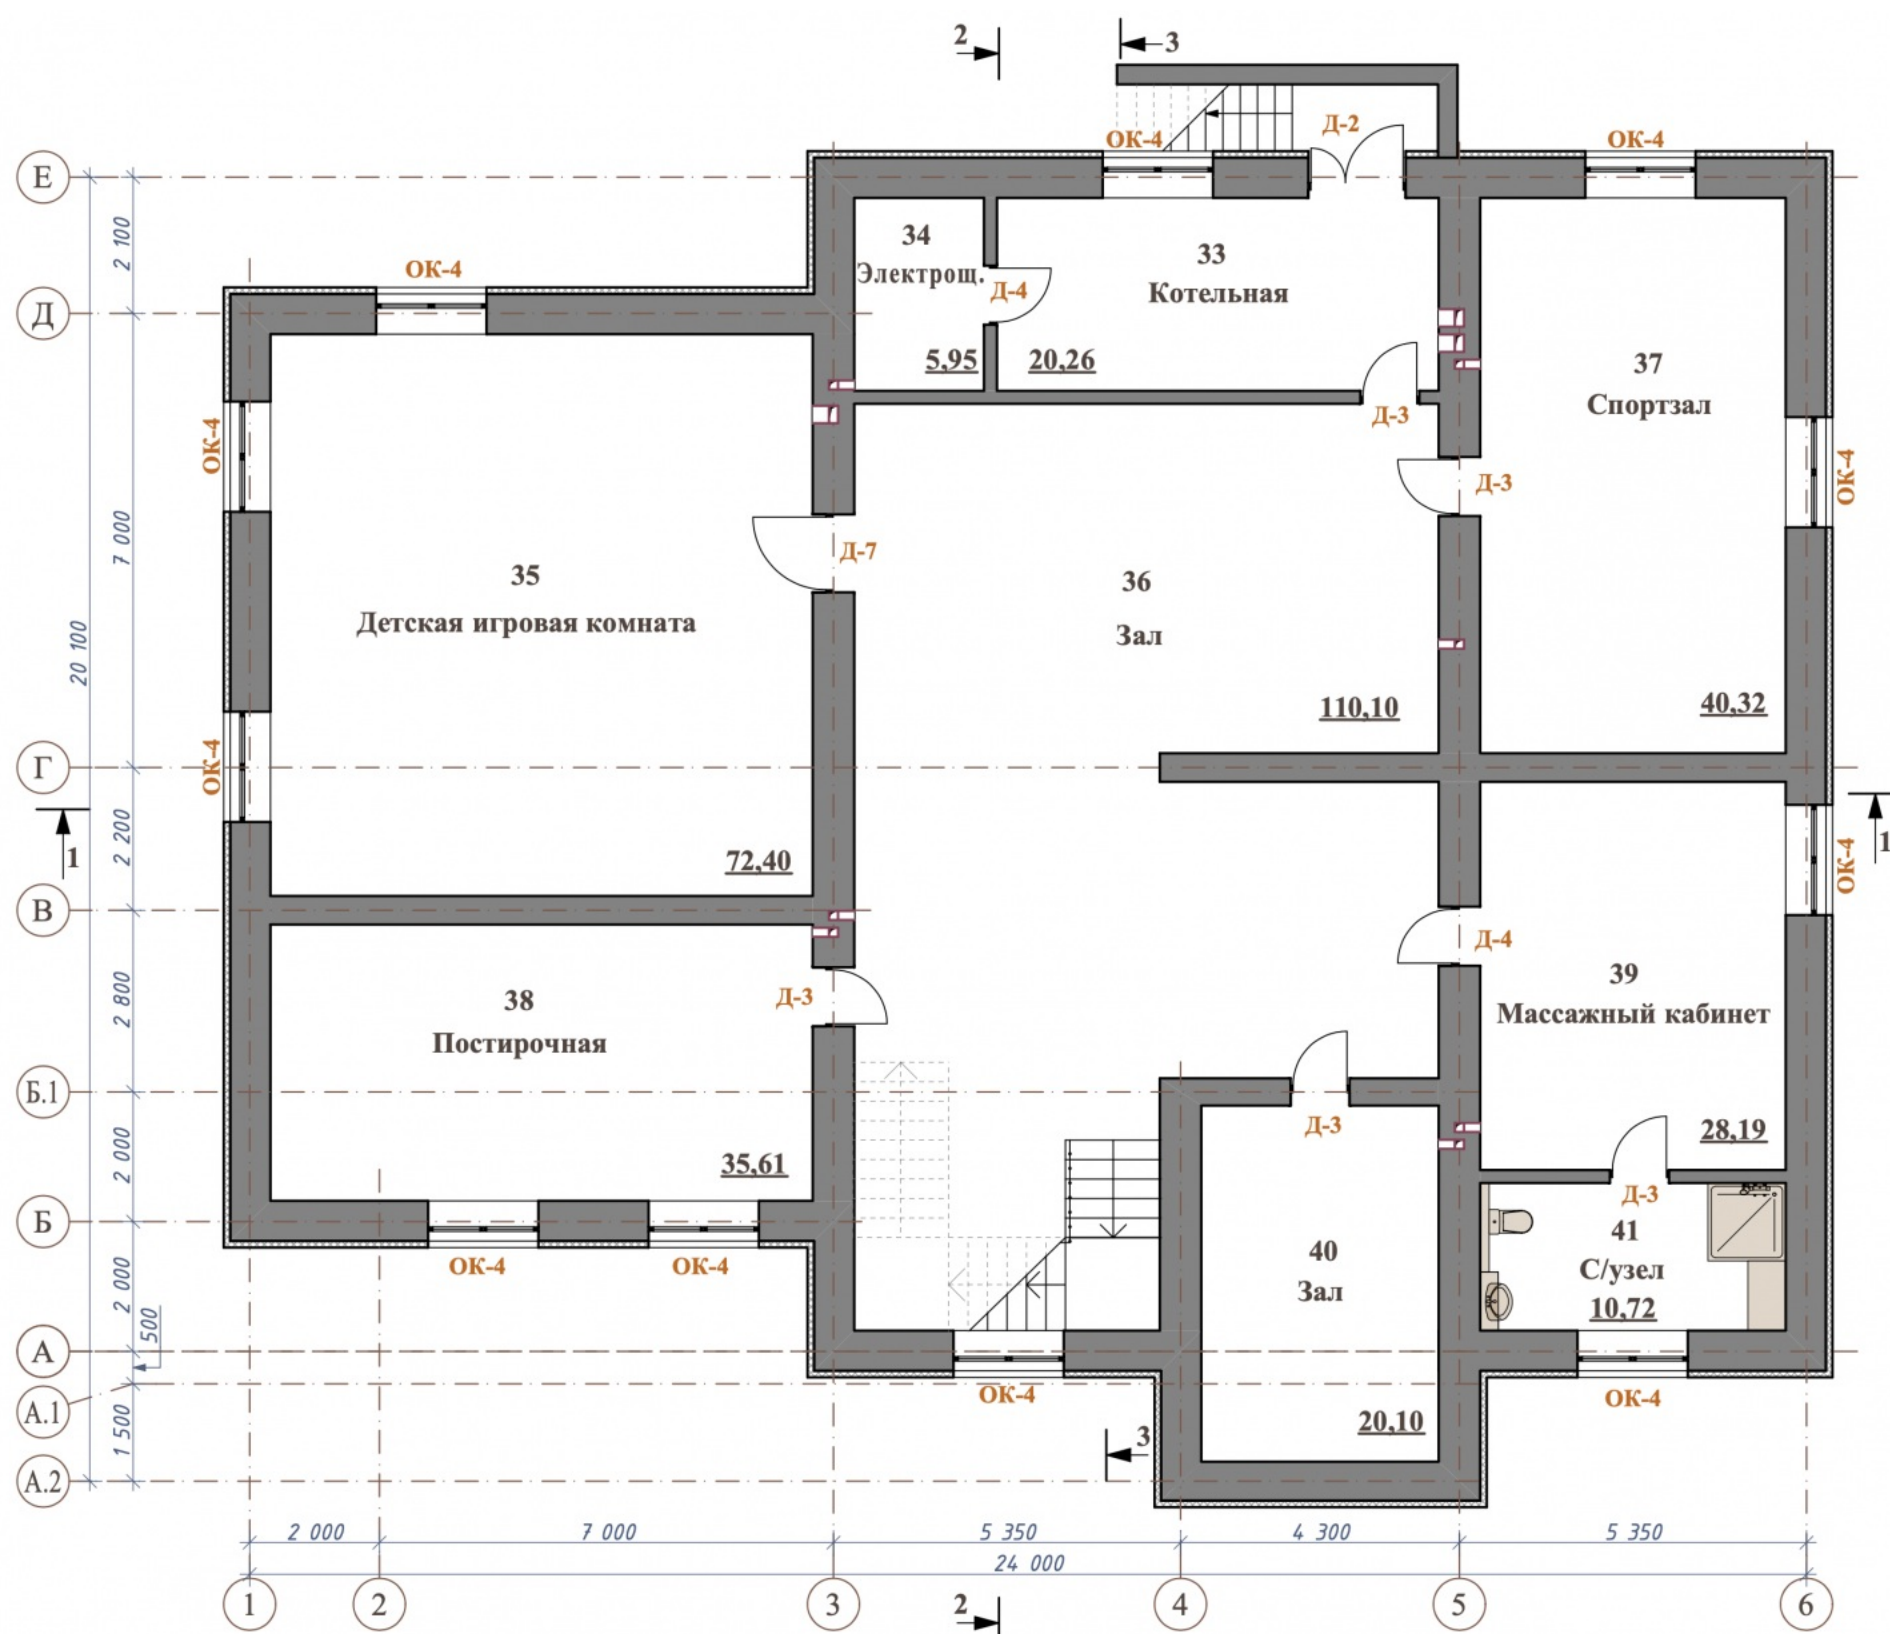 2
3
Д-2
ОК-4
ОК-4
Е
2 100
34
Электрощ.
33
Котельная
ОК-4
Д-4
Д
5,95
20,26
37
Спортзал
Д-3
ОК-4
Д-3
ОК-4
7 000
Д-7
35
Детская игровая комната
36
Зал
20 100
110,10
40,32
ОК-4
Г
1
1
2 200
72,40
ОК-4
В
Д-4
2 800
38
Постирочная
Д-3
39
Массажный кабинет
Б.1
Д-3
28,19
2 000
35,61
Д-3
Б
ОК-4
ОК-4
40
Зал
41
С/узел
10,72
2 000
500
А
ОК-4
ОК-4
А.1
1 500
20,10
3
А.2
2 000
7 000
5 350
4 300
5 350
24 000
1
2
3
4
5
6
2